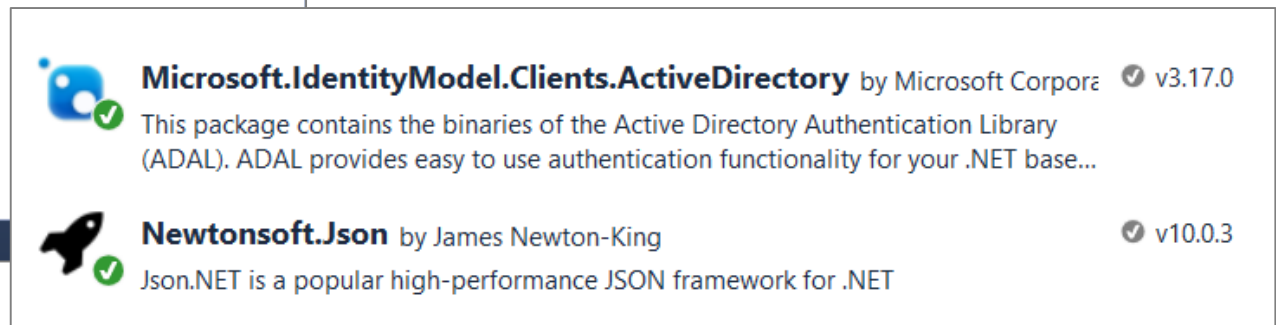 Microsoft.IdentityModel.Clients.ActiveDirectory by Microsoft Corpora v3.17.0
This package contains the binaries of the Active Directory Authentication Library
(ADAL). ADAL provides easy to use authentication functionality for your .NET base...
Newtonsoft.Json by James Newton-King v10.0.3
Json.NET is a popular high-performance JSON framework for .NET